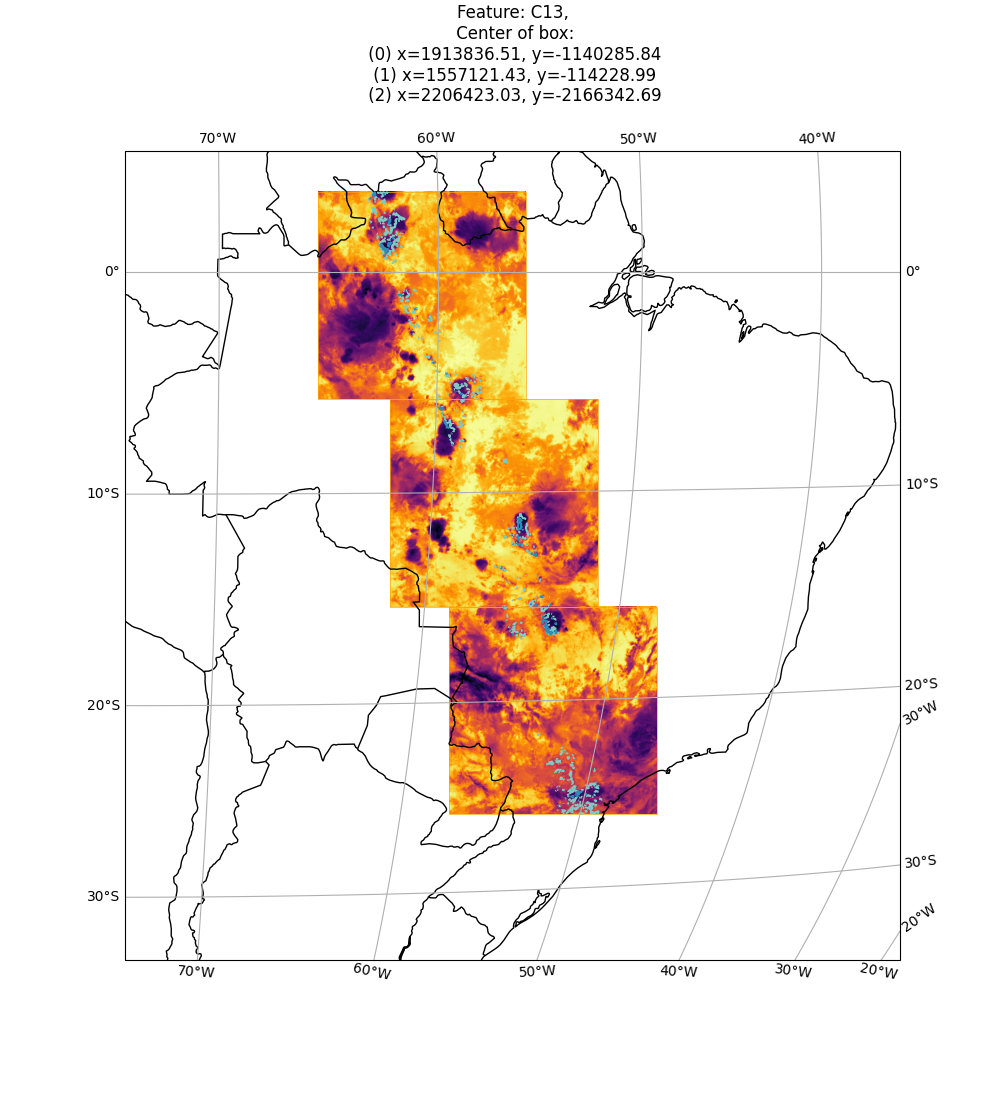 Feature: C13,
Center of box:
(0) x=1913836.51, y=-1140285.84
(1) x=1557121.43, y=-114228.99
(2) x=2206423.03, y=-2166342.69
70°W 60°W 50°W 40°W
0° 0°
10°S 10°S
20°S 20°S
30°W
30°S 30°S
20°W
70°W 60°W 50°W 40°W 30°W 20°W